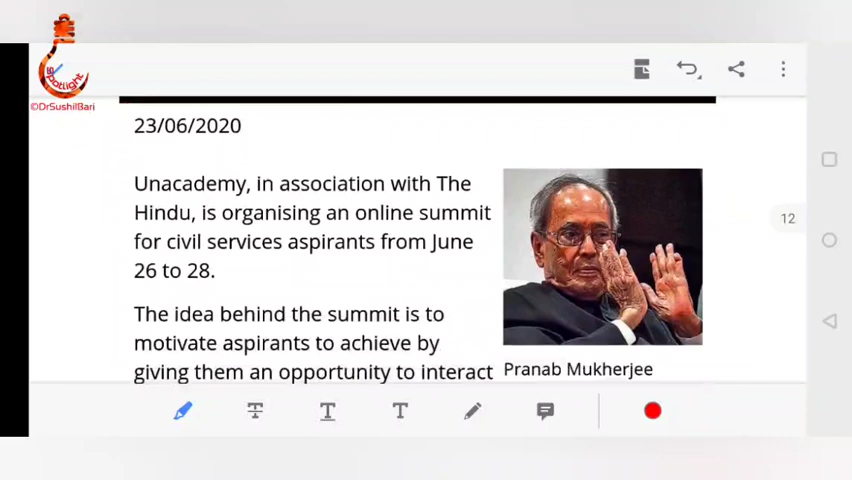 Spotlight
©DrSushilBari
23/06/2020
Unacademy, in association with The
Hindu, is organising an online summit
for civil services aspirants from June
26 to 28.
The idea behind the summit is to
motivate aspirants to achieve by
giving them an opportunity to interact
Pranab Mukherjee
12
T
T
T